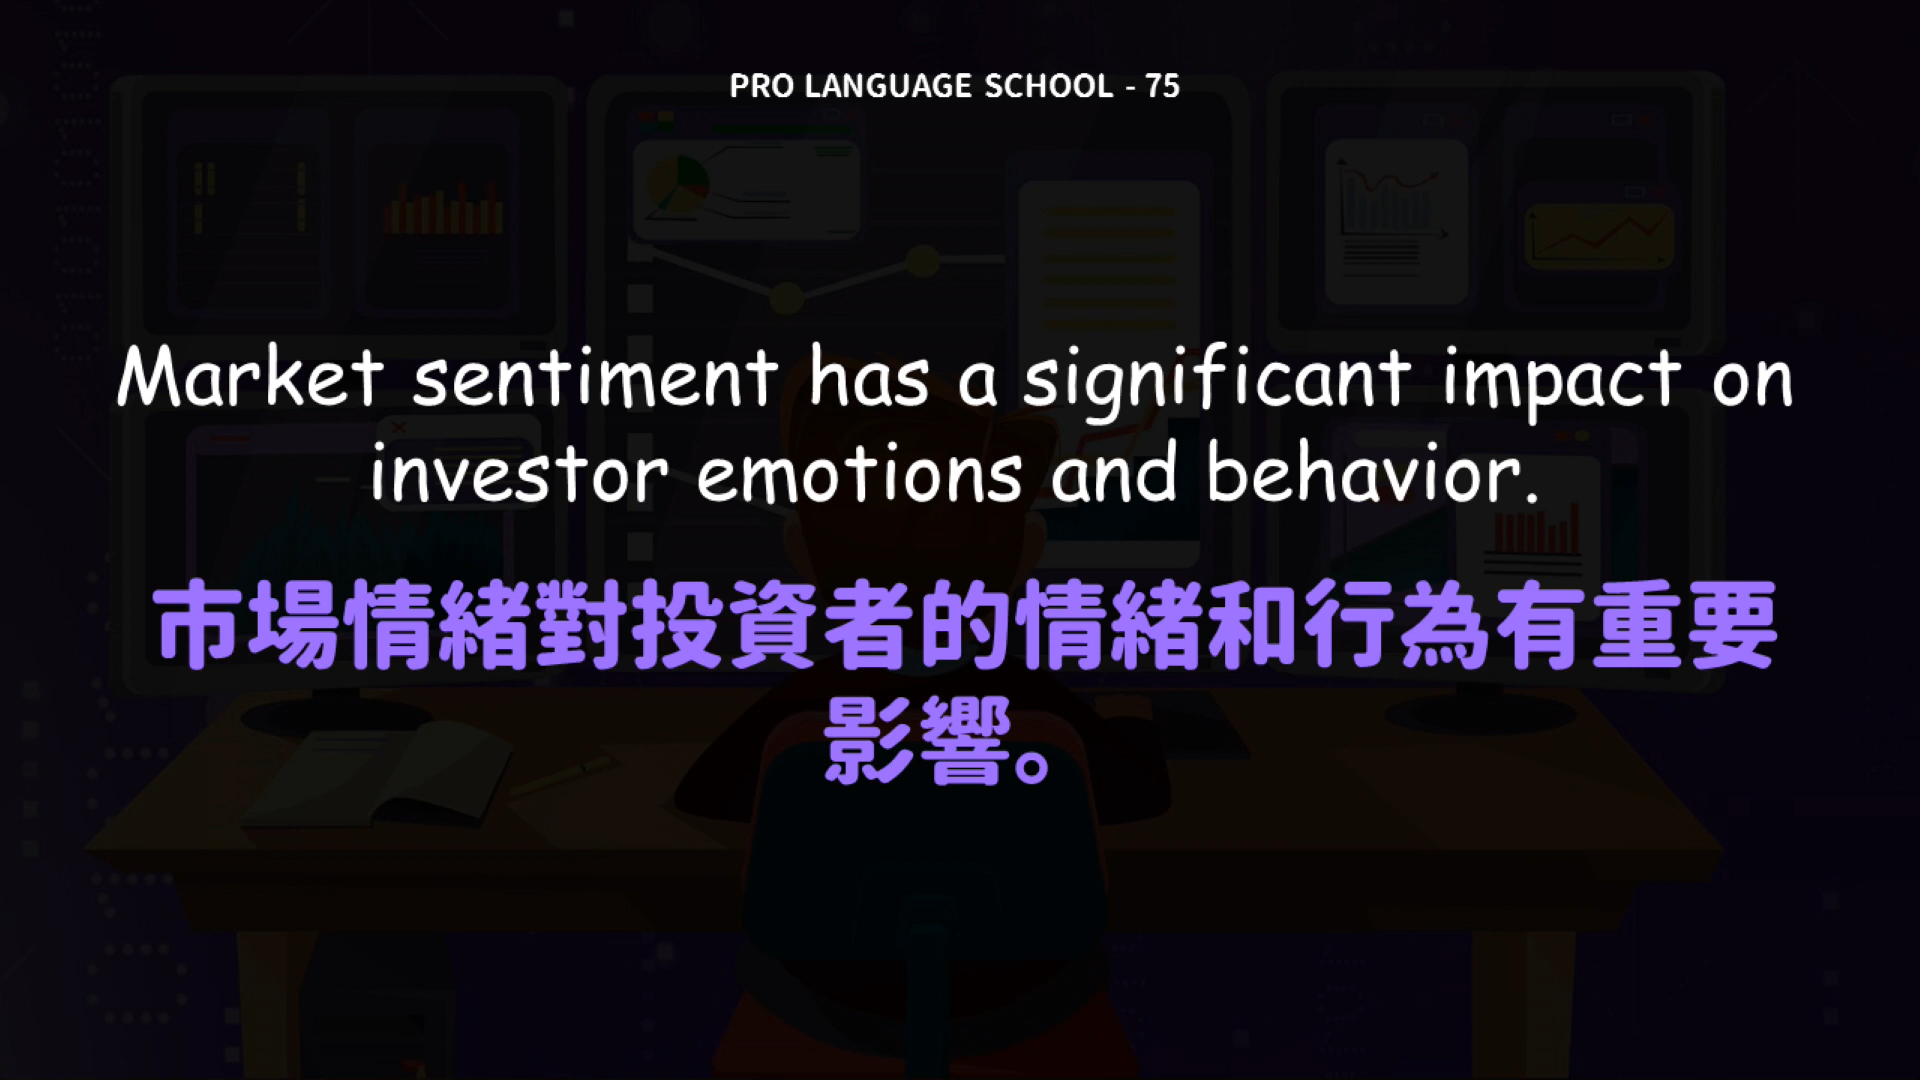 PRO LANGUAGE SCHOOL - 75
Market sentiment has a significant impact on
investor emotions and behavior.
市場情緒對投資者的情緒和行為有重要
影響。